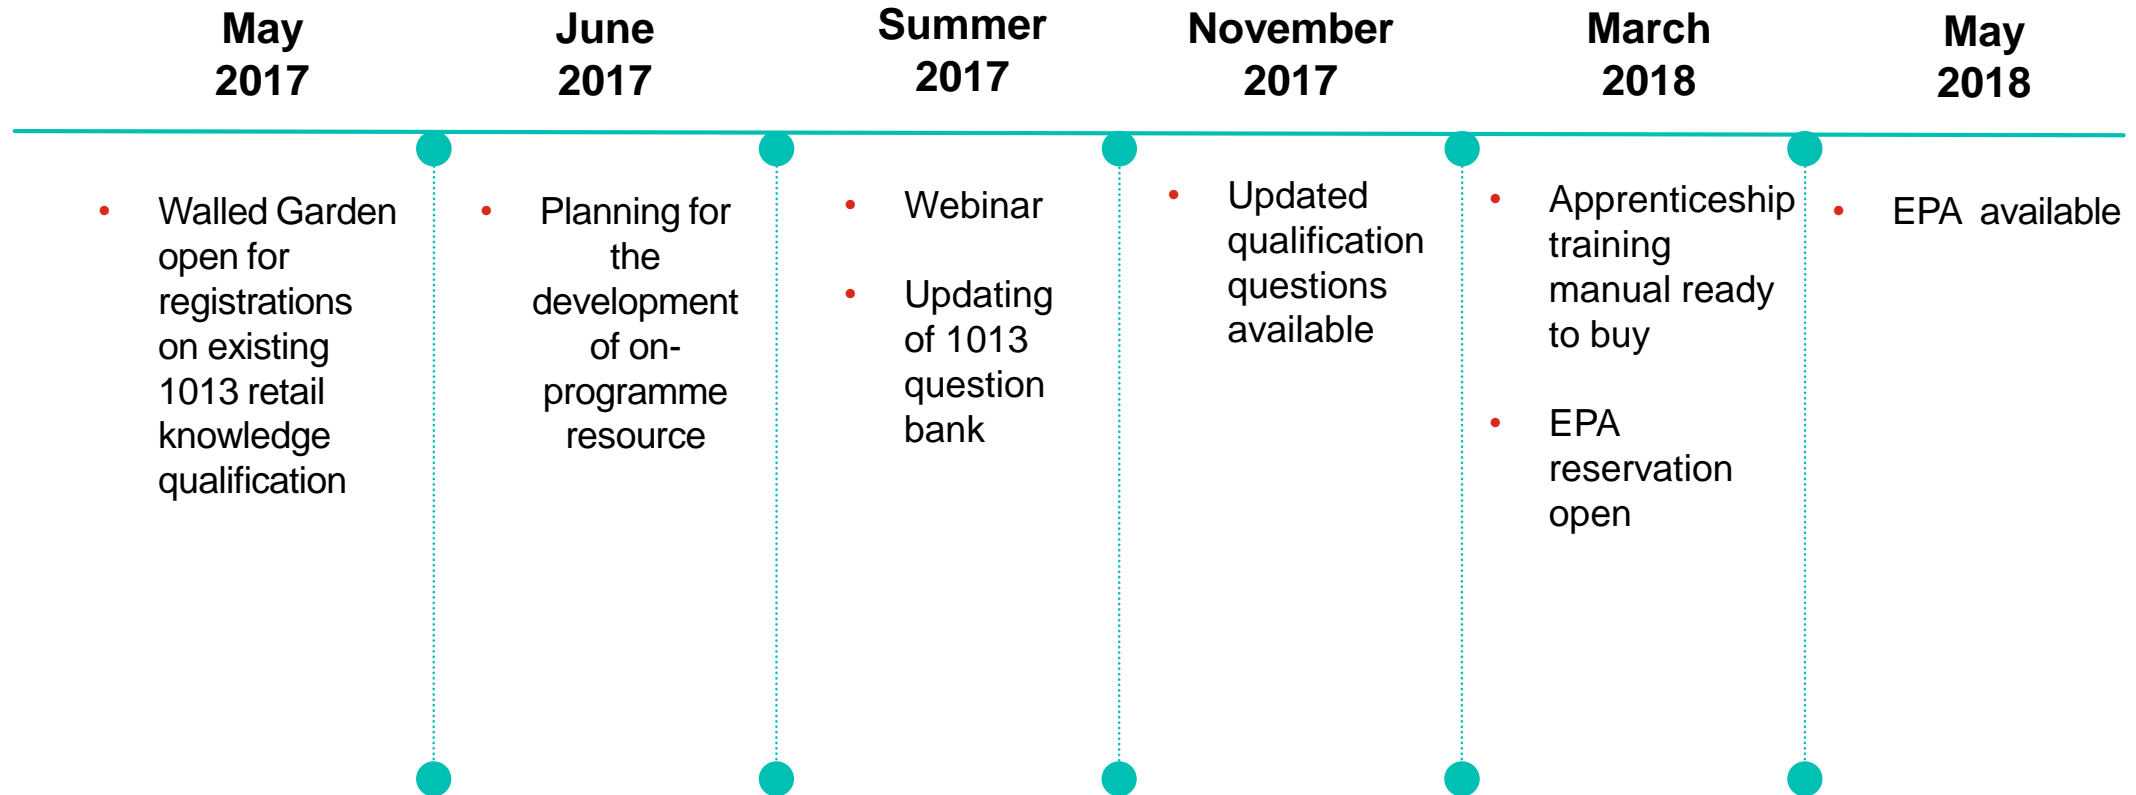 May
2017
June
2017
Summer
2017
November
2017
March
2018
May
2018
• Walled Garden
open for
registrations
on existing
1013 retail
knowledge
qualification
• Planning for
the
development
of on-
programme
resource
• Webinar
• Updating
of 1013
question
bank
• Updated
qualification
questions
available
• Apprenticeship
training
manual ready
to buy
• EPA
reservation
open
• EPA available